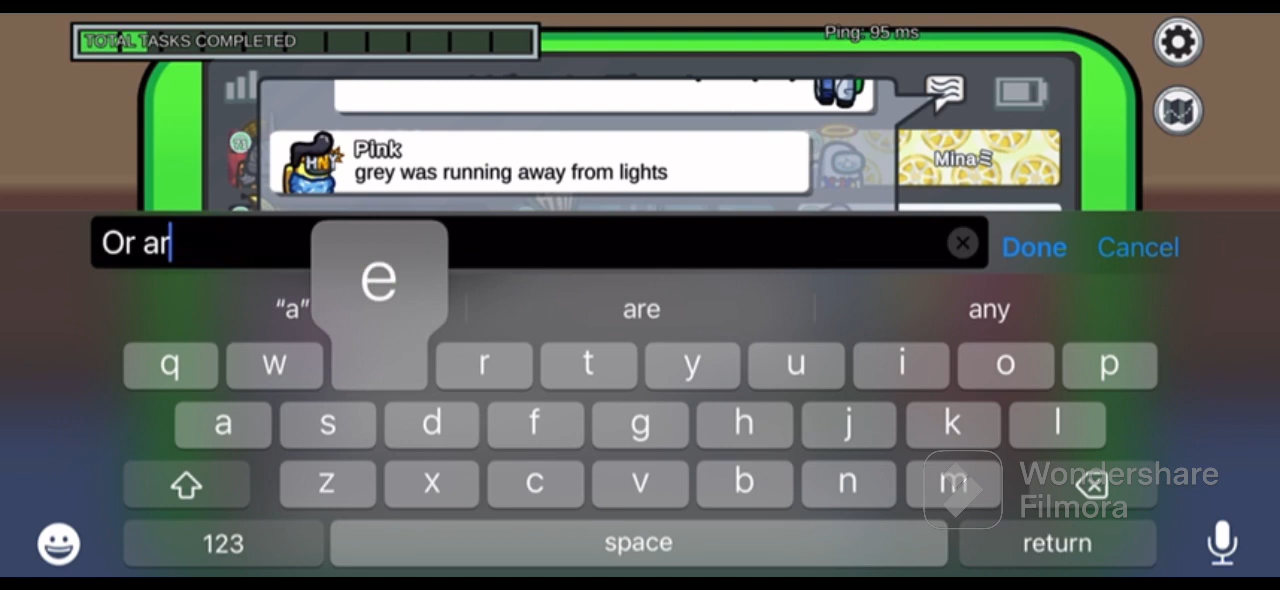 TOTAL TASKS COMPLETED
Ping: 95 ms
Pink
grey was running away from lights
HNY
Mina
Or ar
Done
Cancel
e
“a”
are
any
q w r t y u i o p
a s d f g h j k l
z x c v b n m
Wondershare
Filmora
123
space
return